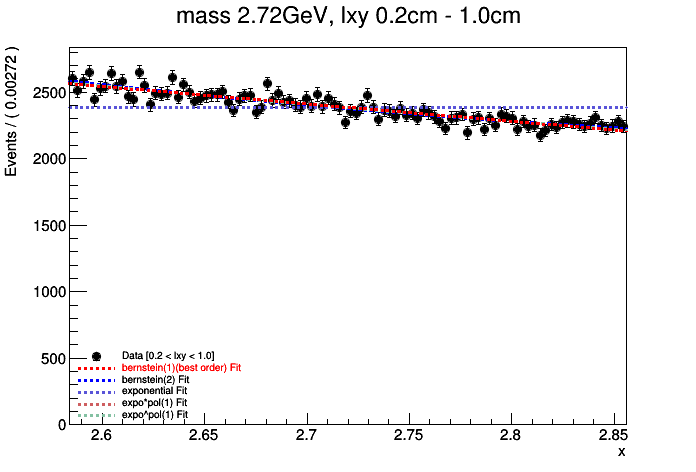 mass 2.72GeV, lxy 0.2cm - 1.0cm
Events / ( 0.00272 )
2500
2000
1500
1000
500
0
Data [0.2 < lxy < 1.0]
bernstein(1)(best order) Fit
bernstein(2) Fit
exponential Fit
expo*pol(1) Fit
expo^pol(1) Fit
2.6 2.65 2.7 2.75 2.8 2.85
x